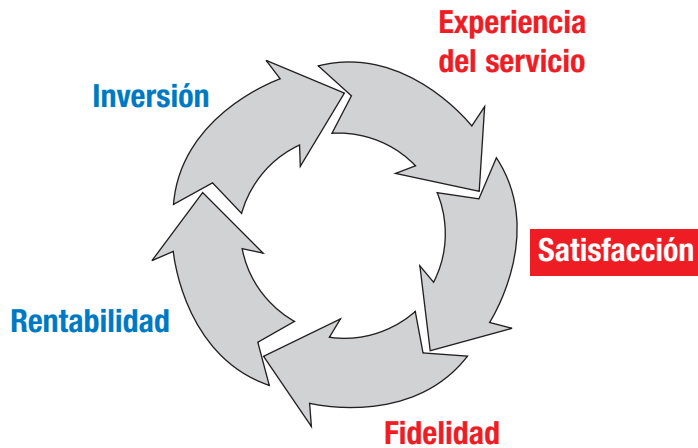 Experiencia
del servicio
Inversión
Satisfacción
Rentabilidad
Fidelidad